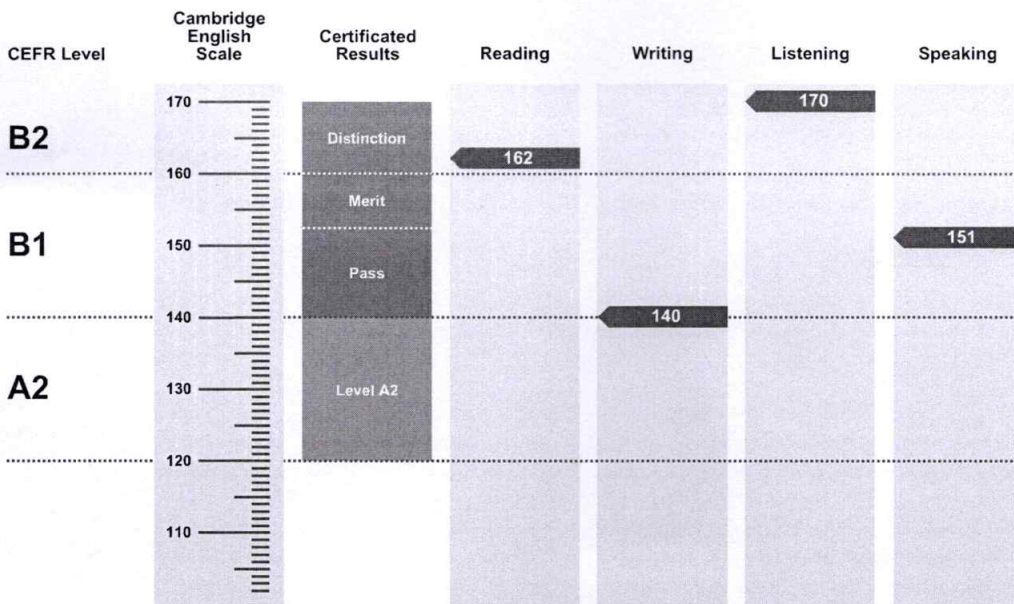 CEFR Level
Cambridge
English
Scale
Certificated
Results
Reading
Writing
Listening
Speaking
B2
B1
A2
170
160
150
140
130
120
110
Distinction
Merit
Pass
Level A2
162
140
170
151